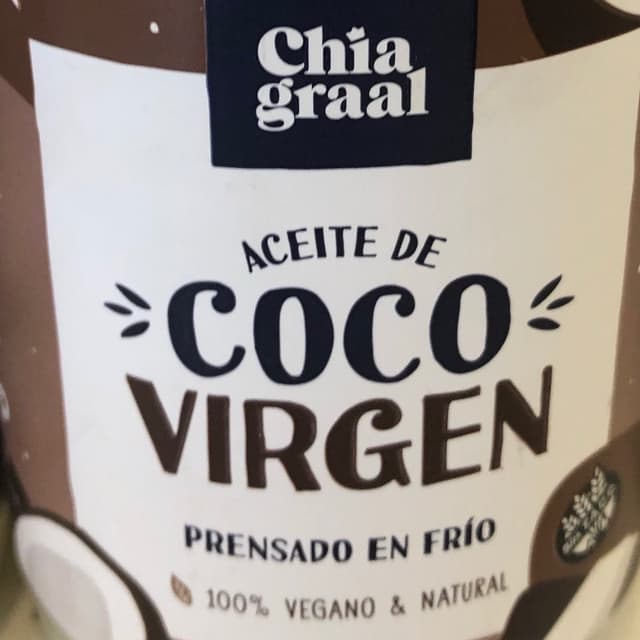 Chia
graal
ACEITE DE
COCO
VIRGEN
PRENSADO EN FRÍO
100% VEGANO & NATURAL